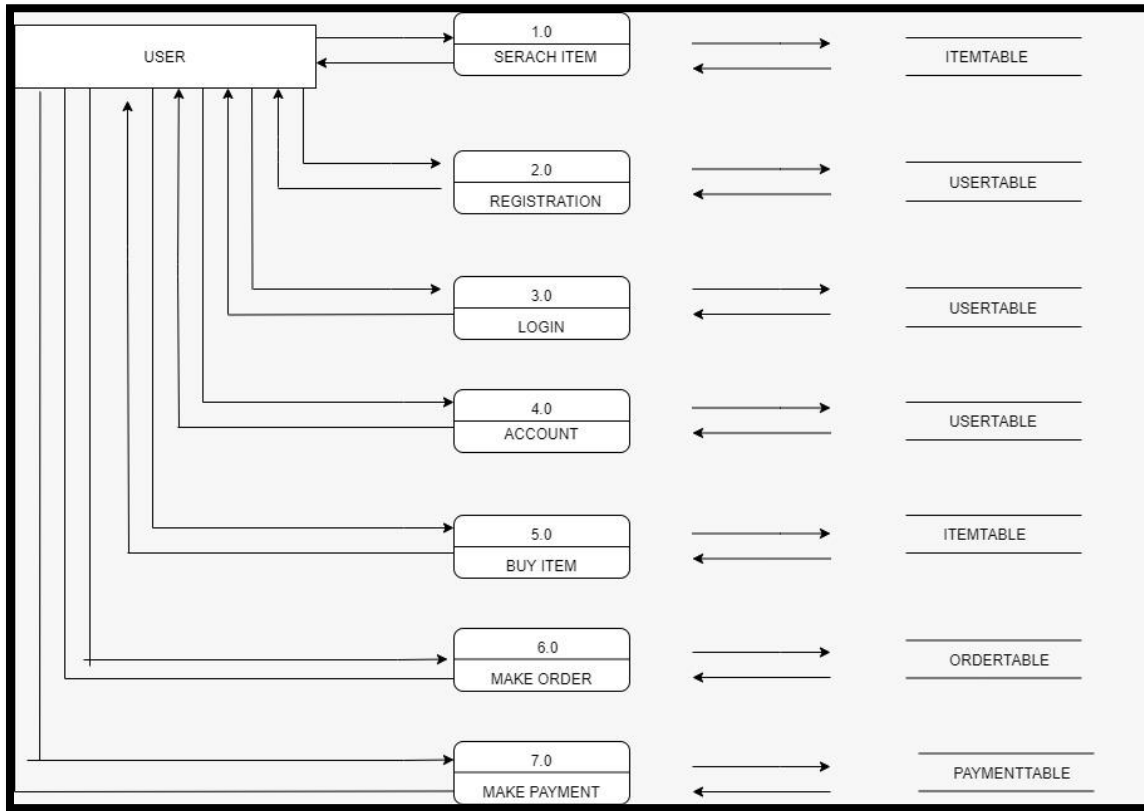 USER
1.0
SERACH ITEM
ITEMTABLE
2.0
REGISTRATION
USERTABLE
3.0
LOGIN
USERTABLE
4.0
ACCOUNT
USERTABLE
5.0
BUY ITEM
ITEMTABLE
6.0
MAKE ORDER
ORDERTABLE
7.0
MAKE PAYMENT
PAYMENTTABLE